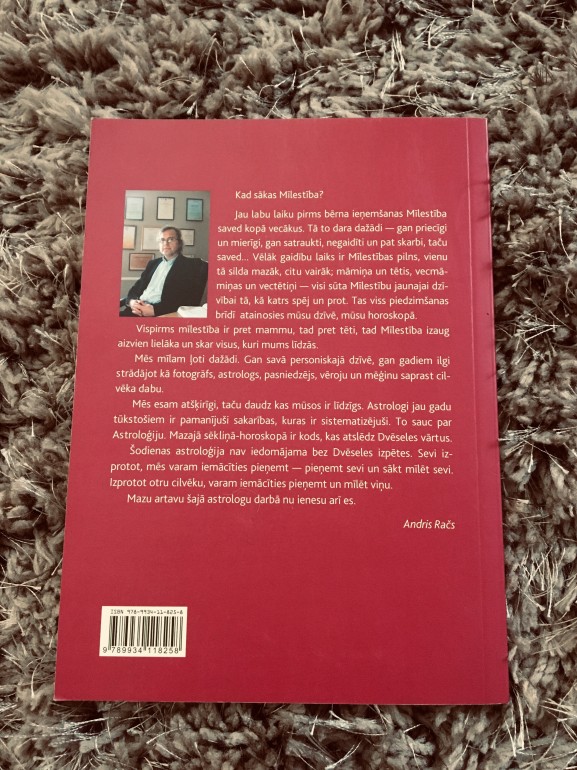 Kad sākas Mīlestība?
Jau labu laiku pirms bērna ieņemšanas Mīlestība
saved kopā vecākus. Tā to dara dažādi — gan priecīgi
un mierīgi, gan satraukti, negaidīti un pat skarbi, taču
saved... Vēlāk gaidību laiks ir Mīlestības pilns, vienu
tā silda mazāk, citu vairāk; māmiņa un tētis, vecmā-
miņas un vectētiņi — visi sūta Mīlestību jaunajai dzī-
vībai tā, kā katrs spēj un prot. Tas viss piedzimšanas
brīdī atainosies mūsu dzīvē, mūsu horoskopā.
Vispirms mīlestība ir pret mammu, tad pret tēti, tad Mīlestība izaug
aizvien lielāka un skar visus, kuri mums līdzās.
Mēs mīlam ļoti dažādi. Gan savā personiskajā dzīvē, gan gadiem ilgi
strādājot kā fotogrāfs, astrologs, pasniedzējs, vēroju un mēģinu saprast cil-
vēka dabu.
Mēs esam atšķirīgi, taču daudz kas mūsos ir līdzīgs. Astrologi jau gadu
tūkstošiem ir pamanījuši sakarības, kuras ir sistematizējuši. To sauc par
Astroloģiju. Mazajā sēkliņā-horoskopā ir kods, kas atslēdz Dvēseles vārtus.
Šodienas astroloģija nav iedomājama bez Dvēseles izpētes. Sevi iz-
protot, mēs varam iemācīties pieņemt — pieņemt sevi un sākt mīlēt sevi.
Izprotot otru cilvēku, varam iemācīties pieņemt un mīlēt viņu.
Mazu artavu šajā astrologu darbā nu ienesu arī es.
Andris Račs
ISBN 978-9934-11-825-8
9 789934 118258